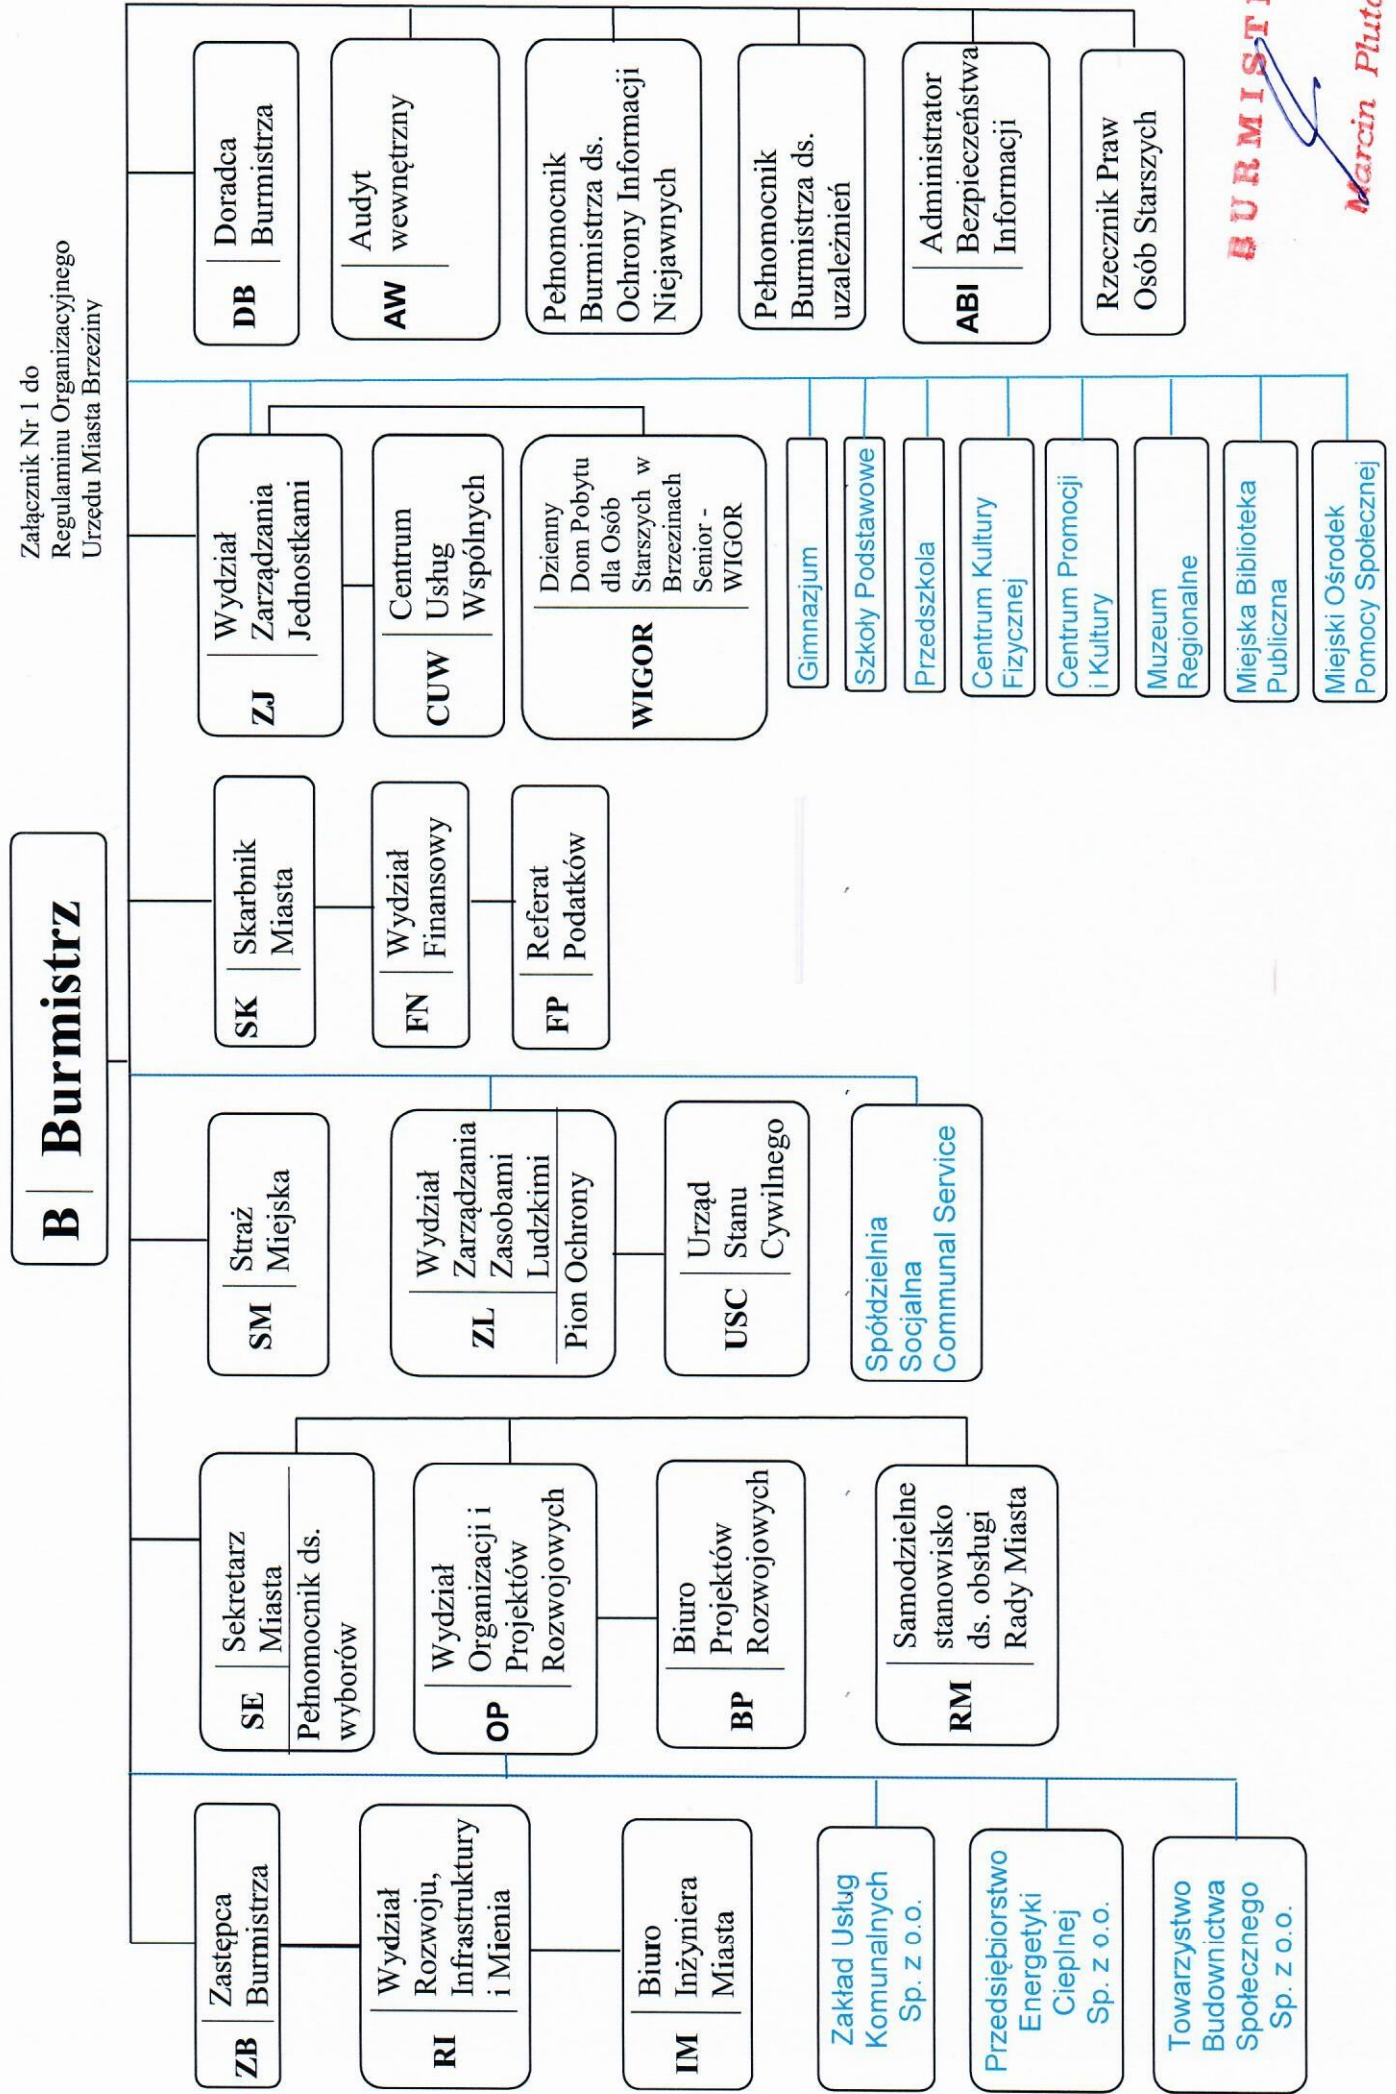 Załącznik Nr 1 do
Regulaminu Organizacyjnego
Urzędu Miasta Brzeziny
B Burmistrz
ZB Zastępca
Burmistrza
RI Wydział
Rozwoju,
Infrastruktury
i Mienia
IM Biuro
Inżyniera
Miasta
Zakład Usług
Komunalnych
Sp. z o.o.
Przedsiębiorstwo
Energetyki
Cieplnej
Sp. z o.o.
Towarzystwo
Budownictwa
Społecznego
Sp. z o.o.
SE Sekretarz
Miasta
Pełnomocnik ds.
wyborów
OP Wydział
Organizacji i
Projektów
Rozwojowych
BP Biuro
Projektów
Rozwojowych
RM Samodzielne
stanowisko
ds. obsługi
Rady Miasta
SM Straż
Miejska
ZL Wydział
Zarządzania
Zasobami
Ludzkimi
Pion Ochrony
USC Urząd
Stanu
Cywilnego
Spółdzielnia
Socjalna
Communal Service
SK Skarbnik
Miasta
FN Wydział
Finansowy
FP Referat
Podatków
ZJ Wydział
Zarządzania
Jednostkami
CUW Centrum
Usług
Wspólnych
WIGOR Dzienny
Dom Pobytu
dla Osób
Starszych w
Brzezinach
Senior -
WIGOR
Gimnazjum
Szkoły Podstawowe
Przedszkola
Centrum Kultury
Fizycznej
Centrum Promocji
i Kultury
Muzeum
Regionalne
Miejska Biblioteka
Publiczna
Miejski Ośrodek
Pomocy Społecznej
DB Doradca
Burmistrza
AW Audyt
wewnętrzny
Pełnomocnik
Burmistrza ds.
Ochrony Informacji
Niejawnych
Pełnomocnik
Burmistrza ds.
uzależnień
ABI Administrator
Bezpieczeństwa
Informacji
Rzecznik Praw
Osób Starszych
BURMIST
Marcin Pluta